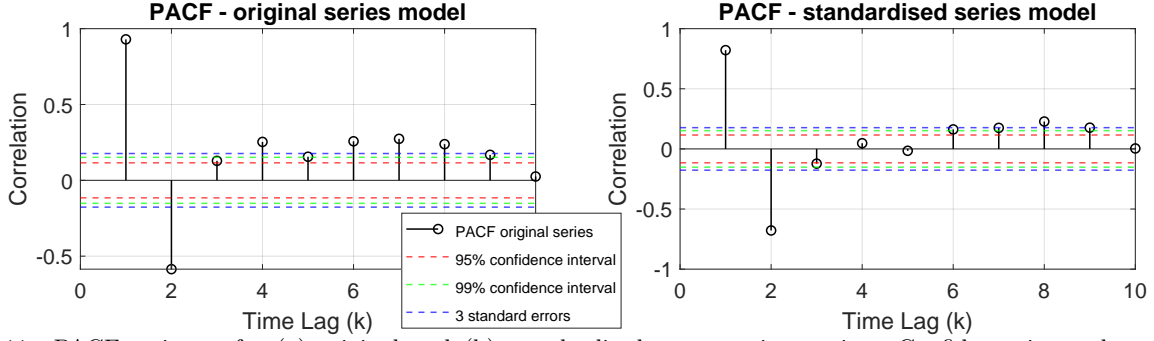 PACF - original series model
1
0.5
0
-0.5
Correlation
0 2 4 6
Time Lag (k)
PACF original series
95% confidence interval
99% confidence interval
3 standard errors
PACF - standardised series model
1
0.5
0
-0.5
-1
Correlation
0 2 4 6 8 10
Time Lag (k)